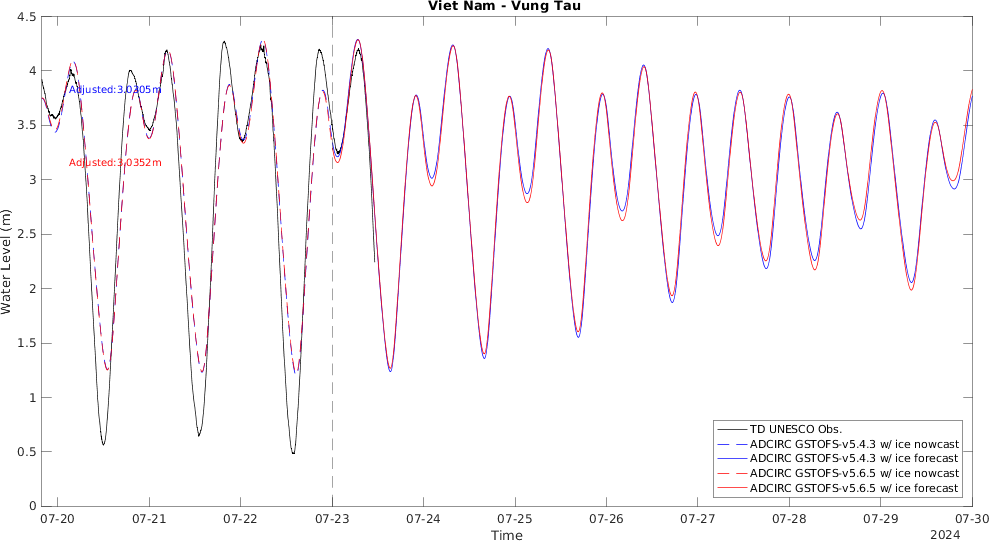 Viet Nam - Vung Tau
4.5
4
3.5
3
2.5
2
1.5
1
0.5
0
Water Level (m)
Adjusted:3.0305m
Adjusted:3.0352m
TD UNESCO Obs.
ADCIRC GSTOFS-v5.4.3 w/ ice nowcast
ADCIRC GSTOFS-v5.4.3 w/ ice forecast
ADCIRC GSTOFS-v5.6.5 w/ ice nowcast
ADCIRC GSTOFS-v5.6.5 w/ ice forecast
07-20 07-21 07-22 07-23 07-24 07-25 07-26 07-27 07-28 07-29 07-30
Time
2024